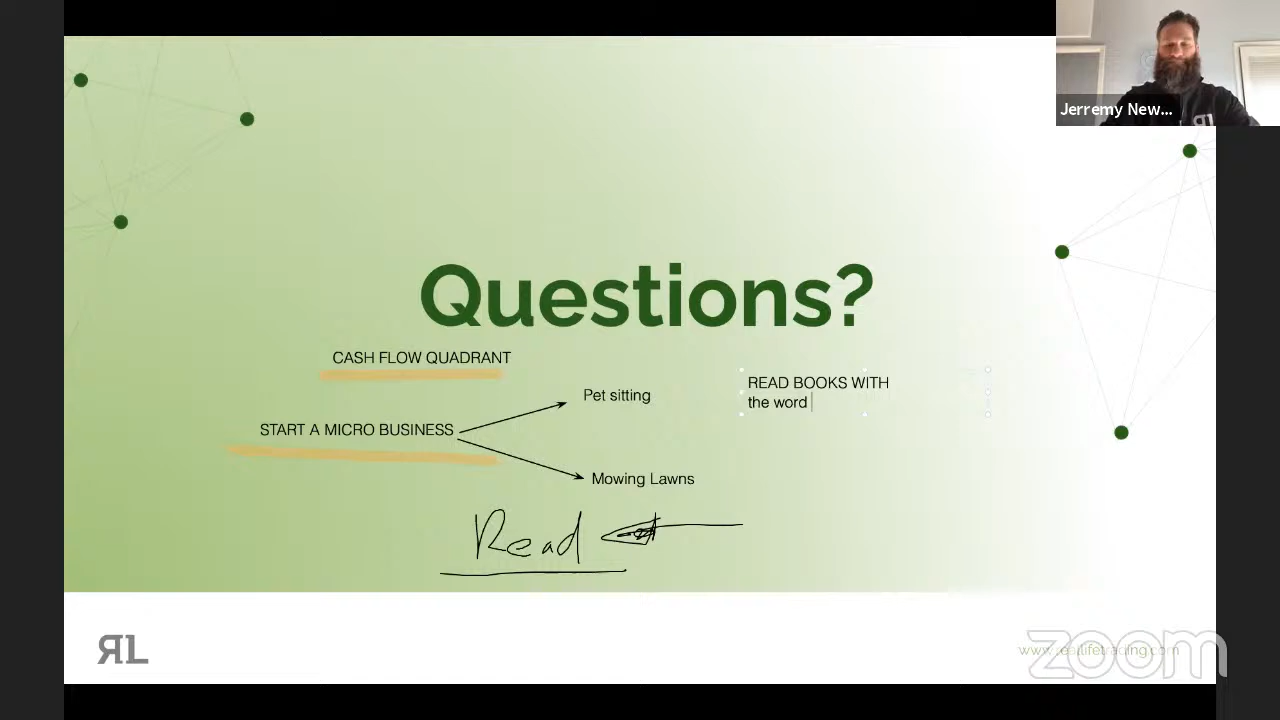 Jerremy New...
Questions?
CASH FLOW QUADRANT
READ BOOKS WITH
the word
Pet sitting
START A MICRO BUSINESS
Mowing Lawns
Read
RL
zoom